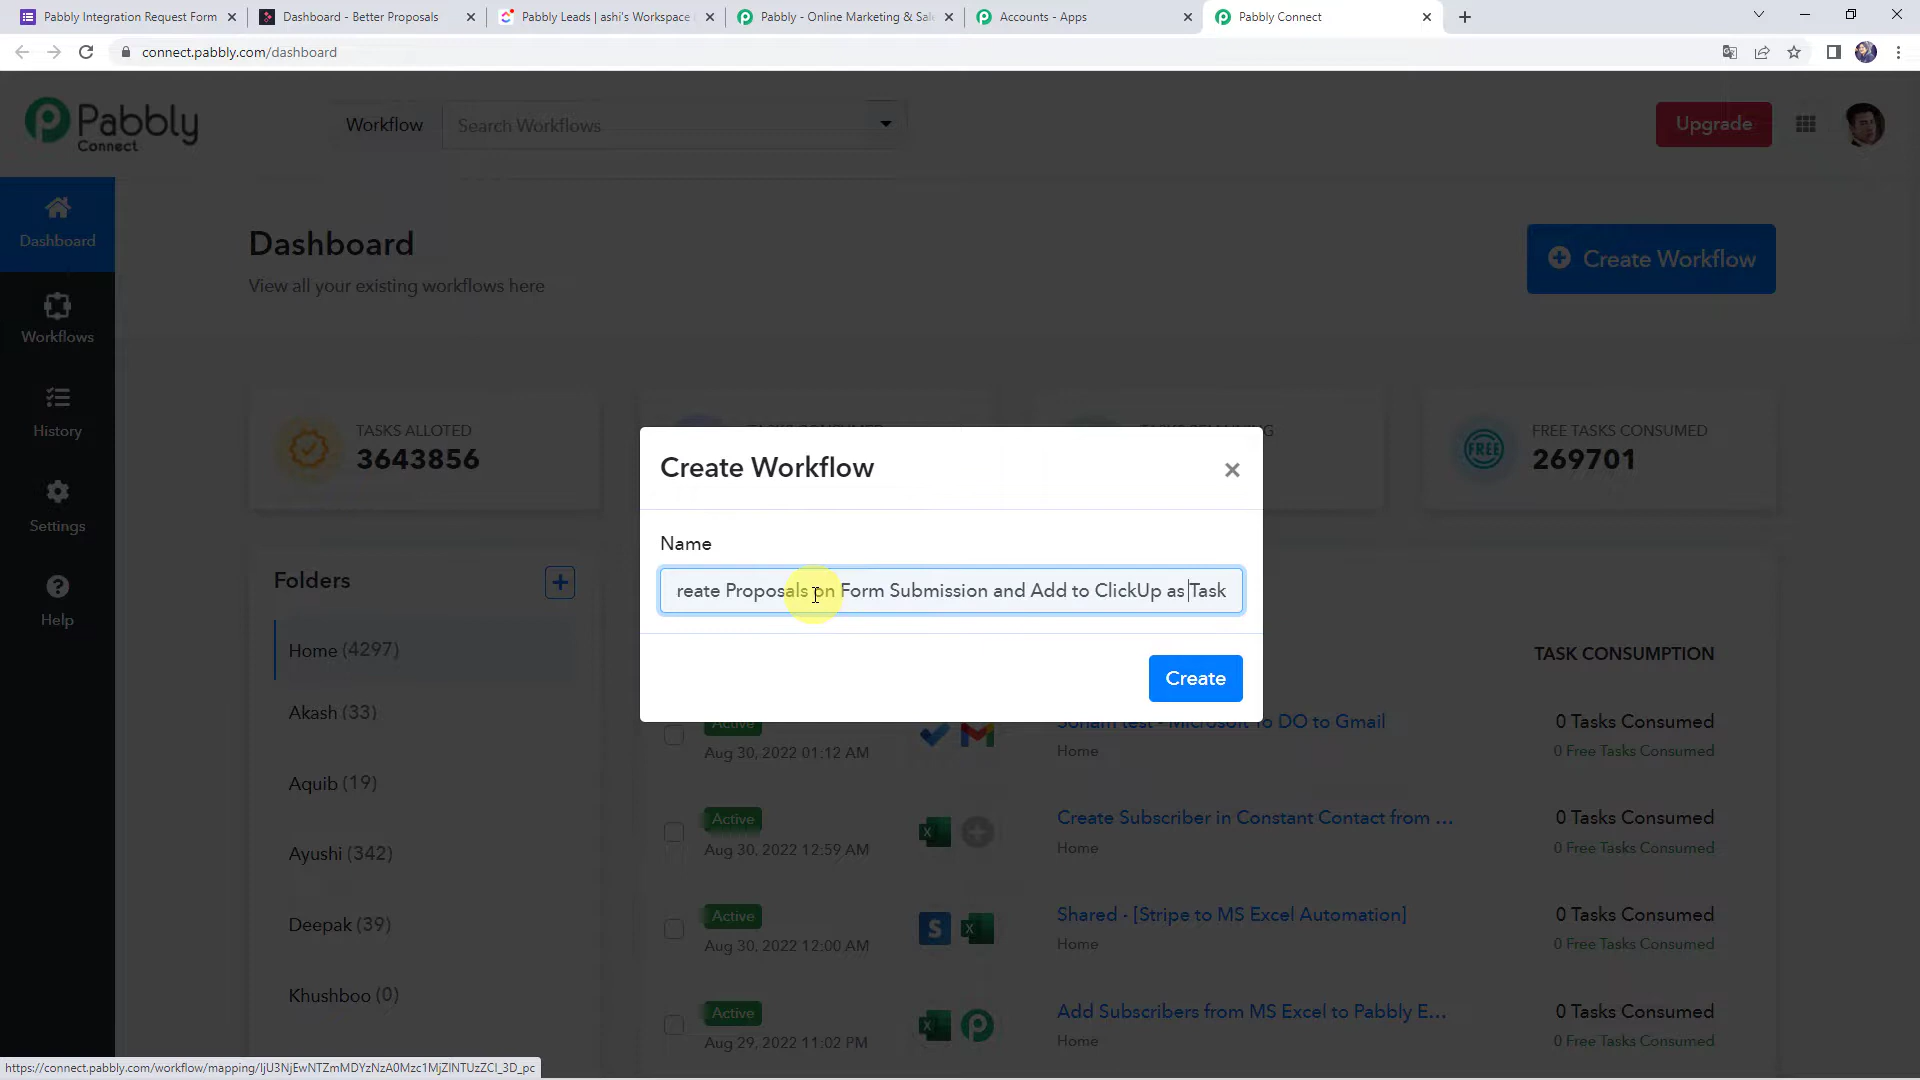 Pabbly Integration Request Form
Dashboard - Better Proposals
Pabbly Leads | ashi's Workspace
Pabbly - Online Marketing & Sale
Accounts - Apps
Pabbly Connect
connect.pabbly.com/dashboard
Pabbly
Connect
Workflow
Search Workflows
Upgrade
Dashboard
Workflows
History
Settings
Help
Dashboard
View all your existing workflows here
Create Workflow
TASKS ALLOTED
3643856
FREE
FREE TASKS CONSUMED
269701
Create Workflow
×
Name
reate Proposals on Form Submission and Add to ClickUp as Task
Create
Folders
Home (4297)
Akash (33)
Aquib (19)
Ayushi (342)
Deepak (39)
Khushboo (0)
TASK CONSUMPTION
Active
Aug 30, 2022 01:12 AM
Sonam test - Microsoft To DO to Gmail
Home
0 Tasks Consumed
0 Free Tasks Consumed
Active
Aug 30, 2022 12:59 AM
Create Subscriber in Constant Contact from ...
Home
0 Tasks Consumed
0 Free Tasks Consumed
Active
Aug 30, 2022 12:00 AM
Shared - [Stripe to MS Excel Automation]
Home
0 Tasks Consumed
0 Free Tasks Consumed
Active
Aug 29, 2022 11:02 PM
Add Subscribers from MS Excel to Pabbly E...
Home
0 Tasks Consumed
0 Free Tasks Consumed